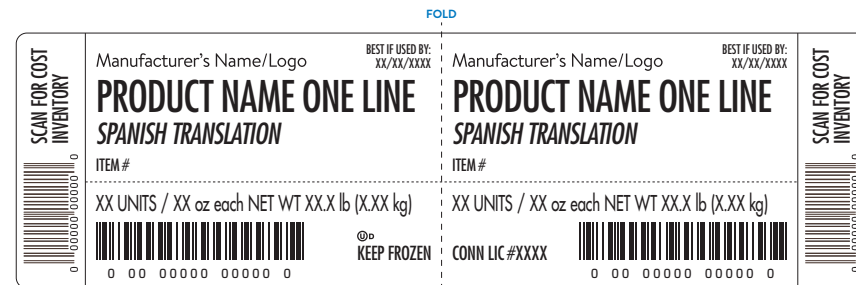 FOLD
SCAN FOR COST
INVENTORY
0 00000 00000 0
Manufacturer's Name/Logo
BEST IF USED BY:
XX/XX/XXXX
PRODUCT NAME ONE LINE
SPANISH TRANSLATION
ITEM #
XX UNITS / XX oz each NET WT XX.X lb (X.XX kg)
0 00 00000 00000 0
U D
KEEP FROZEN
Manufacturer's Name/Logo
BEST IF USED BY:
XX/XX/XXXX
PRODUCT NAME ONE LINE
SPANISH TRANSLATION
ITEM #
XX UNITS / XX oz each NET WT XX.X lb (X.XX kg)
CONN LIC #XXXX
0 00 00000 00000 0
SCAN FOR COST
INVENTORY
0 00000 00000 0